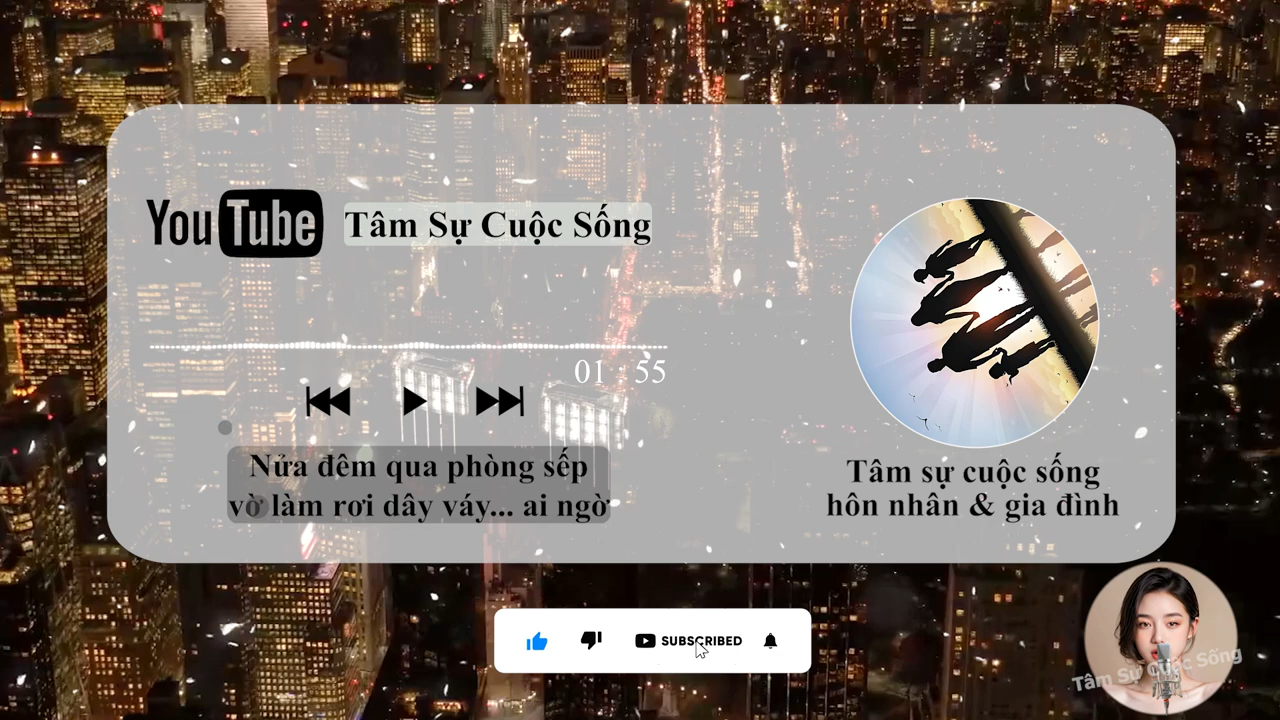 YouTube
Tâm Sự Cuộc Sống
01 : 55
Nửa đêm qua phòng sếp
vờ làm rơi dây váy... ai ngờ
Tâm sự cuộc sống
hôn nhân & gia đình
SUBSCRIBED
Tâm Sự Cuộc Sống